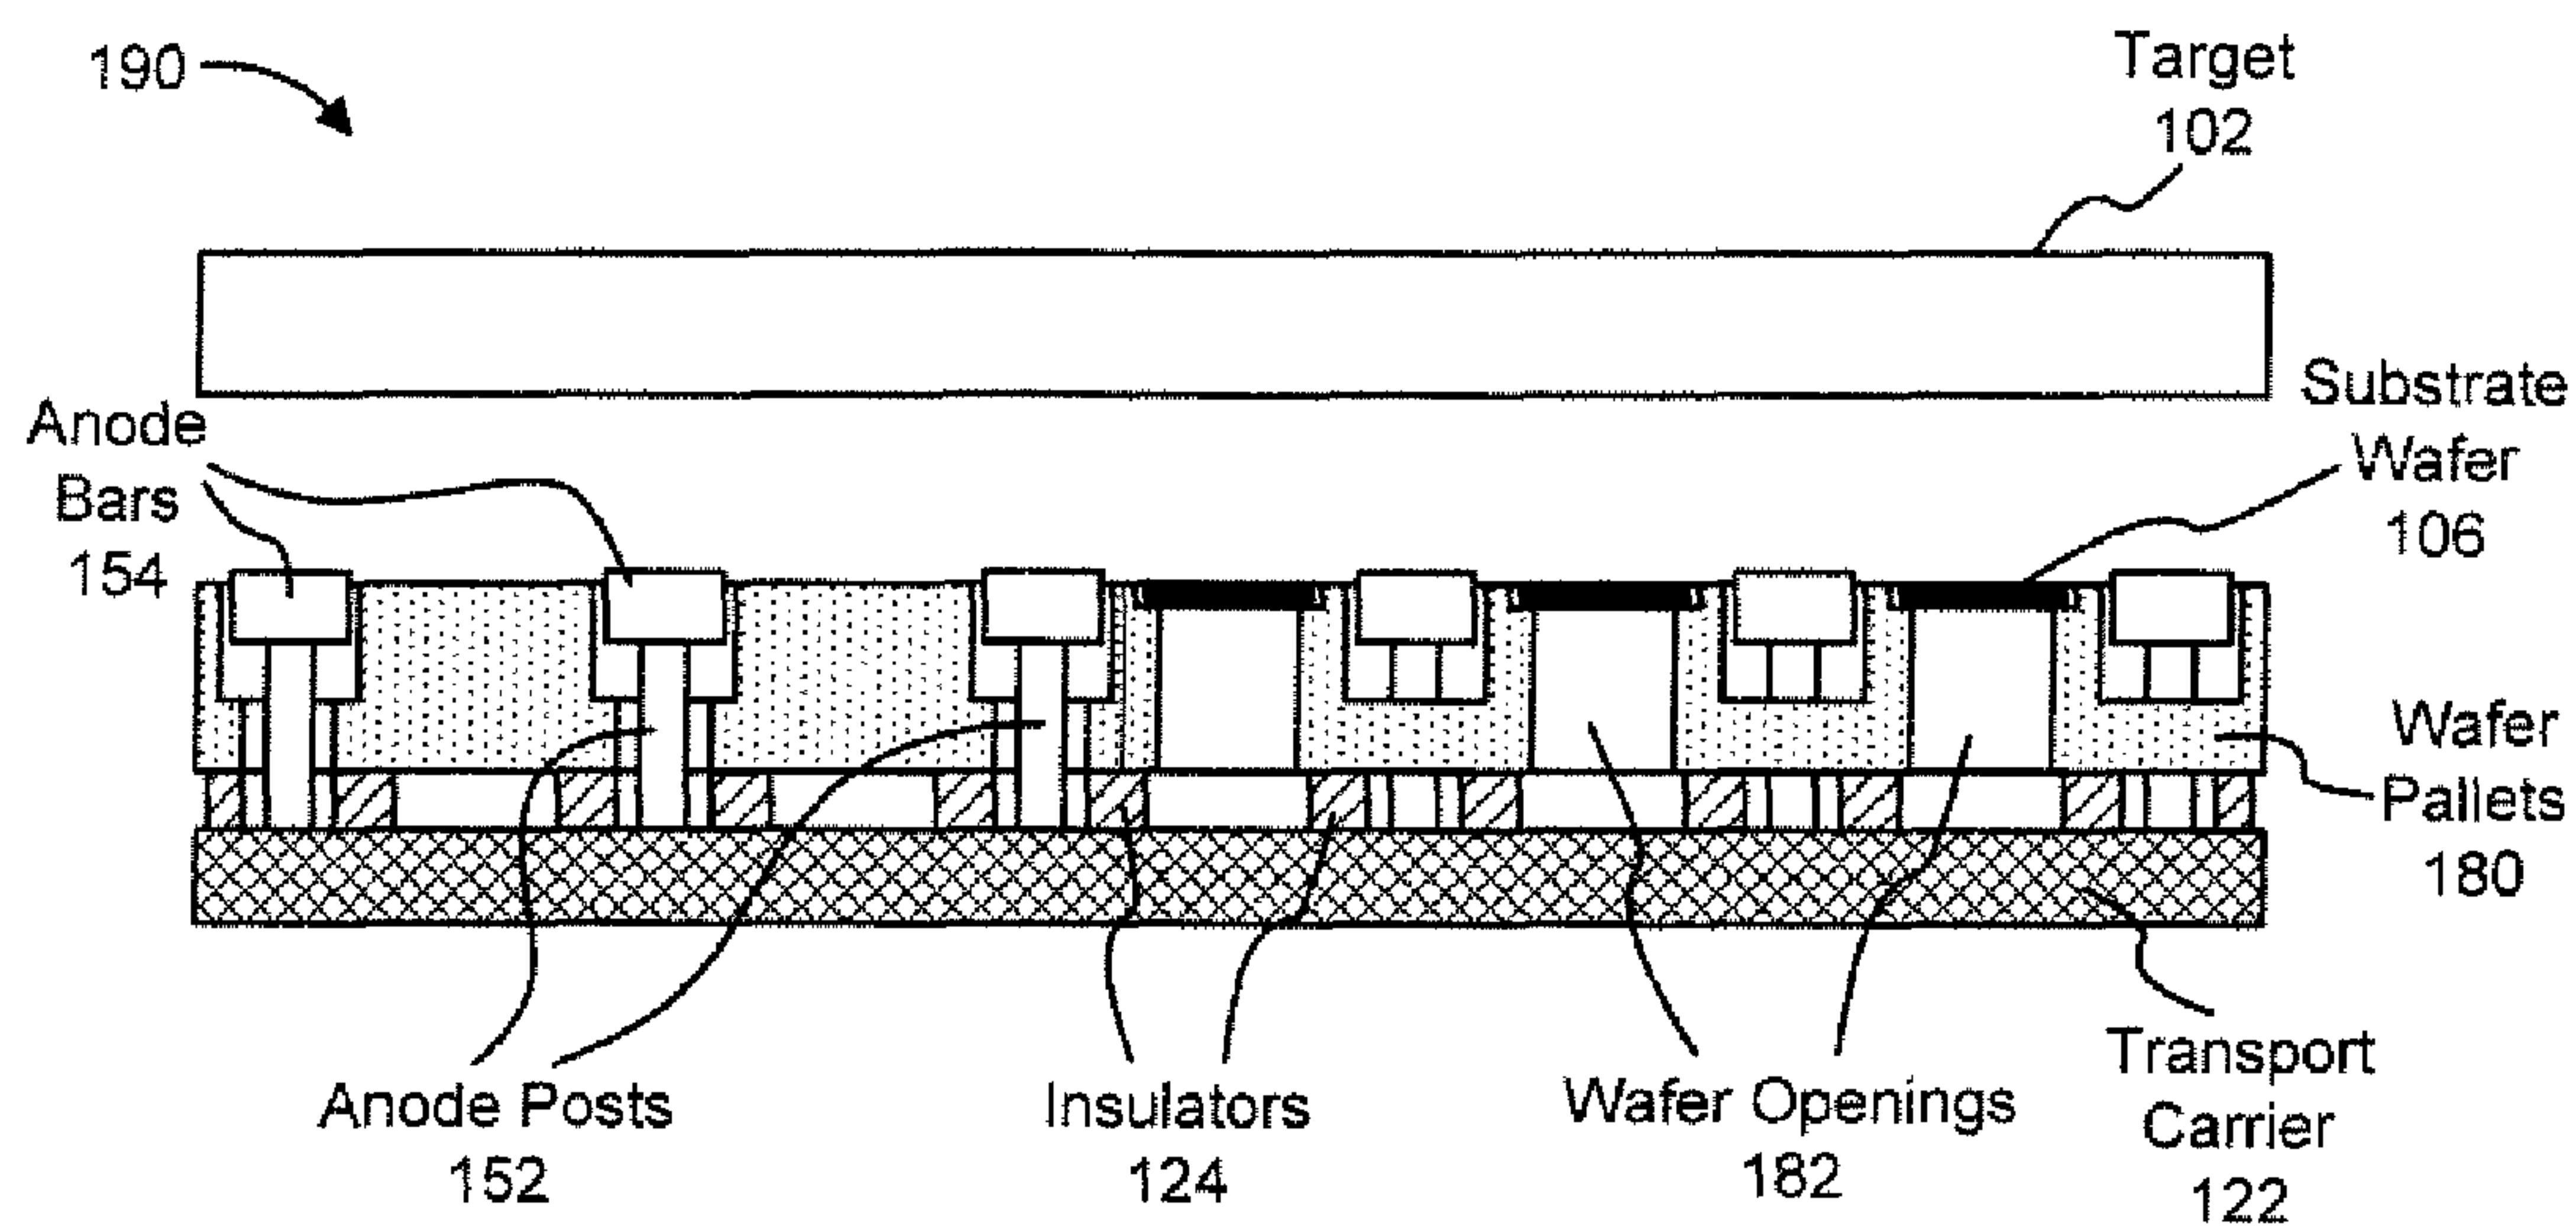 190
Target
102
Anode
Bars
154
Substrate
Wafer
106
Wafer
Pallets
180
Anode Posts
152
Insulators
124
Wafer Openings
182
Transport
Carrier
122